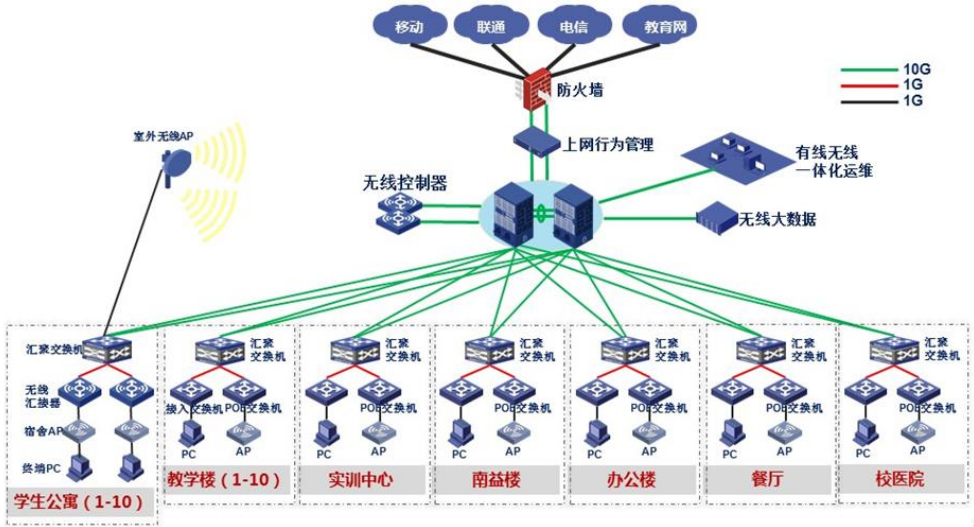 移动
联通
电信
教育网
10G
1G
1G
防火墙
上网行为管理
室外无线AP
有线无线
一体化运维
无线控制器
无线大数据
汇聚交换机
无线
汇接器
宿舍AP
终端PC
学生公寓（1-10）
汇聚
交换机
接入交换机
POE交换机
PC
AP
教学楼（1-10）
汇聚
交换机
POE交换机
PC
AP
实训中心
汇聚
交换机
POE交换机
PC
AP
南益楼
汇聚
交换机
POE交换机
PC
AP
办公楼
汇聚
交换机
POE交换机
PC
AP
餐厅
汇聚
交换机
POE交换机
PC
AP
校医院